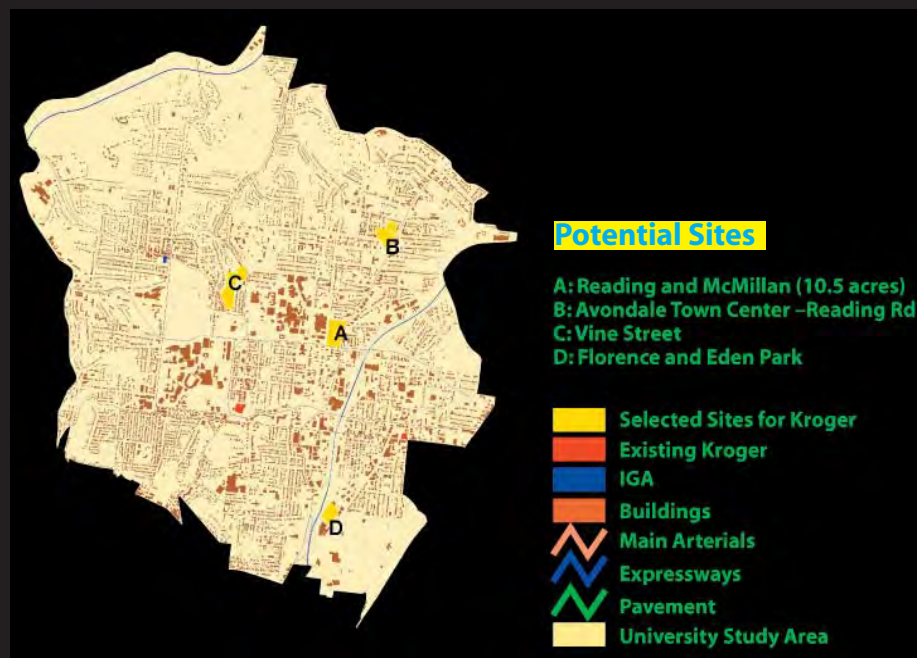 B
C
A
D
Potential Sites
A: Reading and McMillan (10.5 acres)
B: Avondale Town Center –Reading Rd
C: Vine Street
D: Florence and Eden Park
Selected Sites for Kroger
Existing Kroger
IGA
Buildings
Main Arterials
Expressways
Pavement
University Study Area